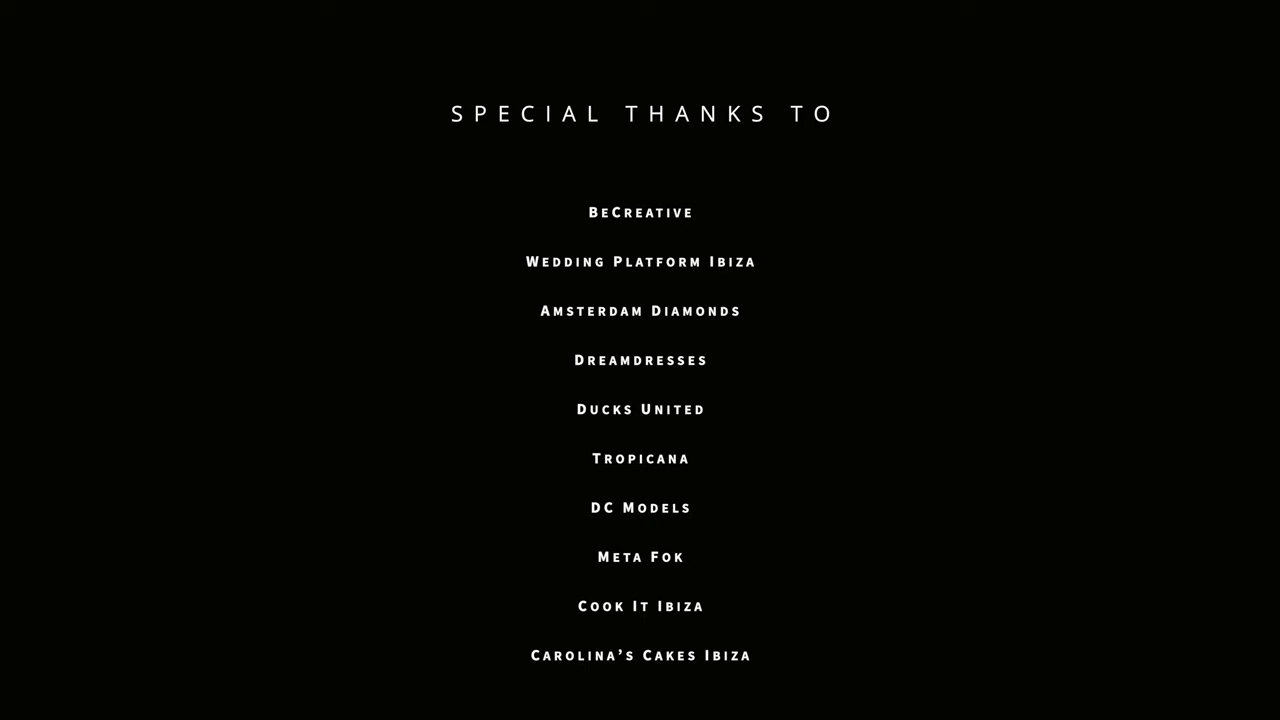 SPECIAL THANKS TO
BeCreative
Wedding Platform Ibiza
Amsterdam Diamonds
Dreamdresses
Ducks United
Tropicana
DC Models
Meta Fok
Cook It Ibiza
Carolina’s Cakes Ibiza